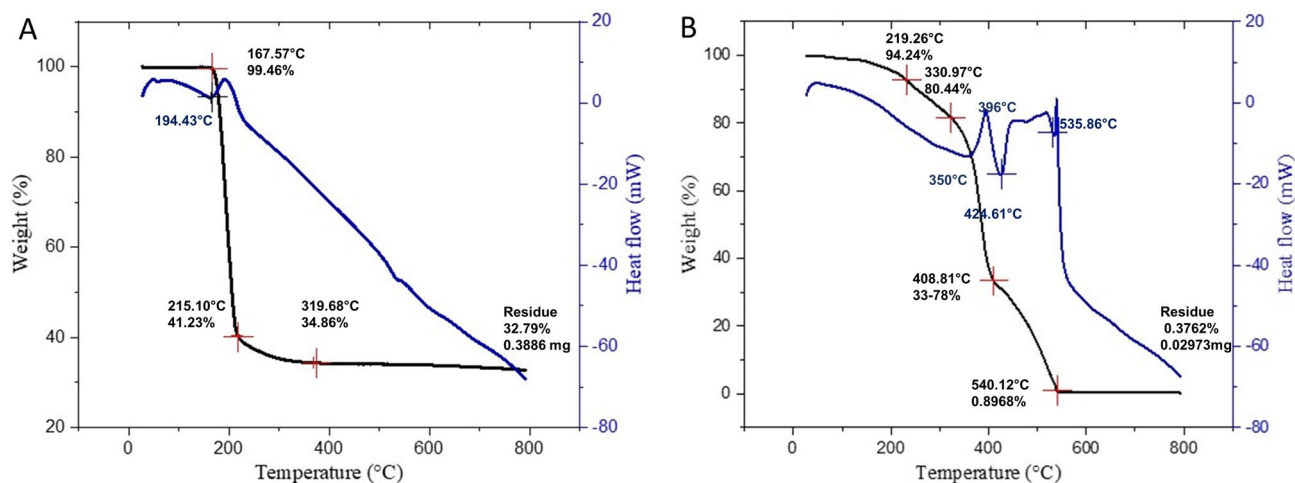 A
167.57°C
99.46%
194.43°C
215.10°C
41.23%
319.68°C
34.86%
Residue
32.79%
0.3886 mg
100
80
60
40
20
20
0
-20
-40
-60
-80
0
200
400
600
800
Weight (%)
Heat flow (mW)
Temperature (°C)
B
219.26°C
94.24%
330.97°C
80.44%
396°C
535.86°C
350°C
424.61°C
408.81°C
33-78%
540.12°C
0.8968%
Residue
0.3762%
0.02973mg
100
80
60
40
20
0
20
0
-20
-40
-60
-80
0
200
400
600
800
Weight (%)
Heat flow (mW)
Temperature (°C)